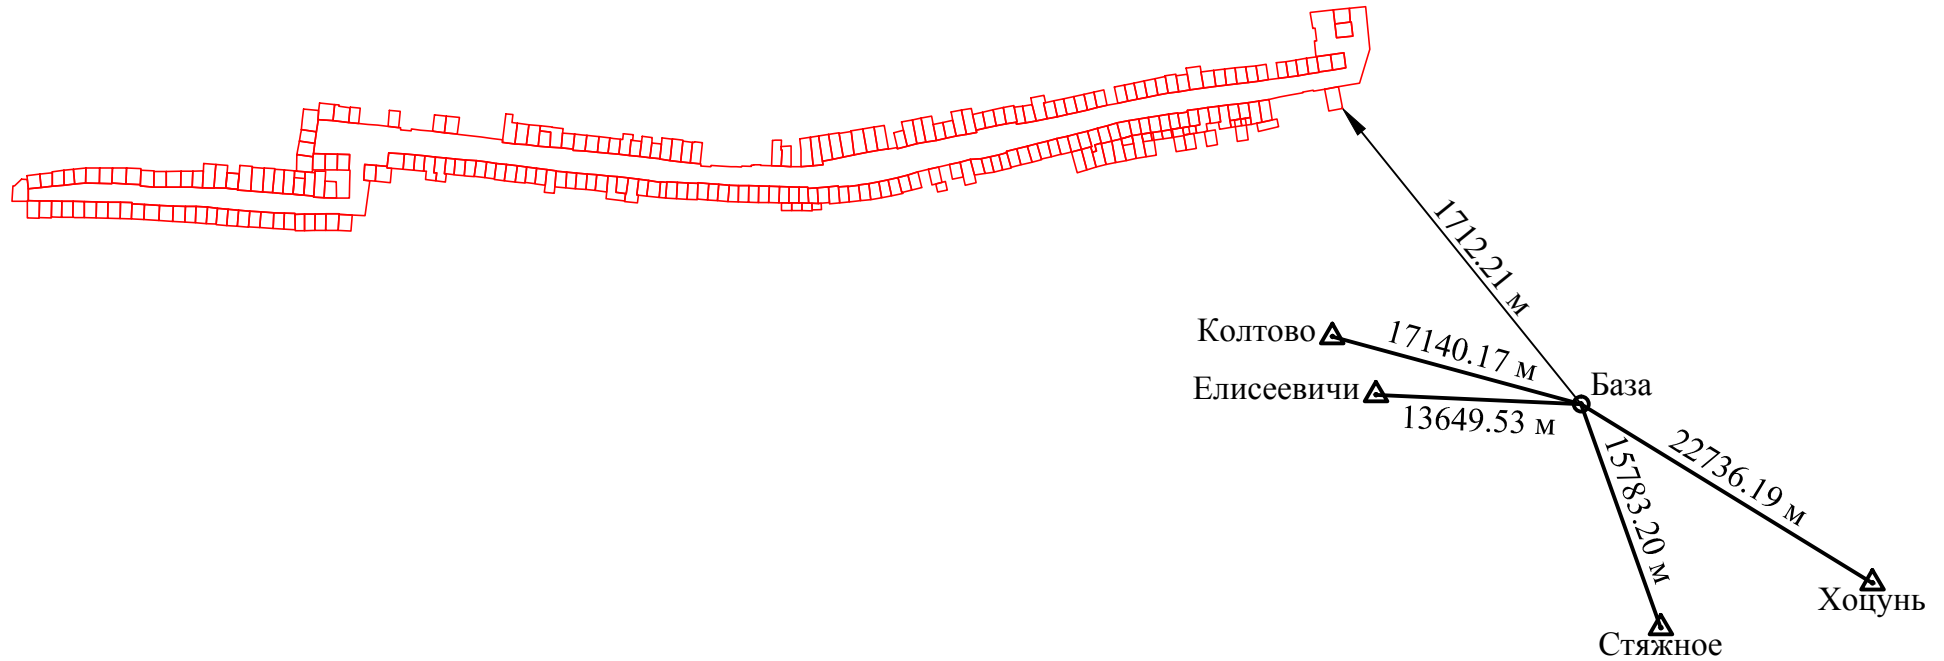 1712.21 м
Колтово
17140.17 м
База
Елисеевичи
13649.53 м
22736.19 м
15783.20 м
Хоцунь
Стяжное